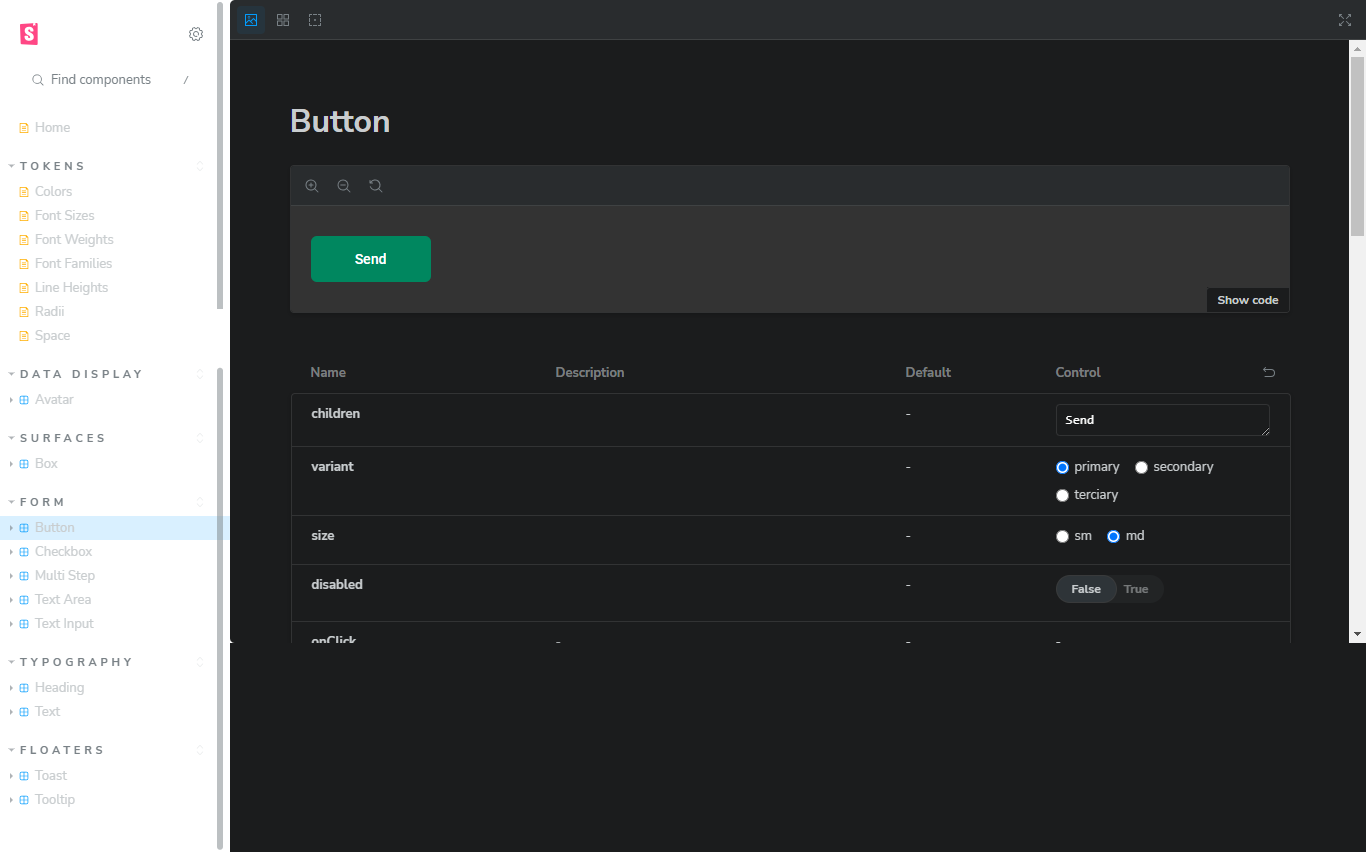 S
Find components /
Home
TOKENS
Colors
Font Sizes
Font Weights
Font Families
Line Heights
Radii
Space
DATA DISPLAY
Avatar
SURFACES
Box
FORM
Button
Checkbox
Multi Step
Text Area
Text Input
TYPOGRAPHY
Heading
Text
FLOATERS
Toast
Tooltip
Button
Send
Show code
Name Description Default Control
children - Send
variant - primary secondary
terciary
size - sm md
disabled - False True
onClick - - -